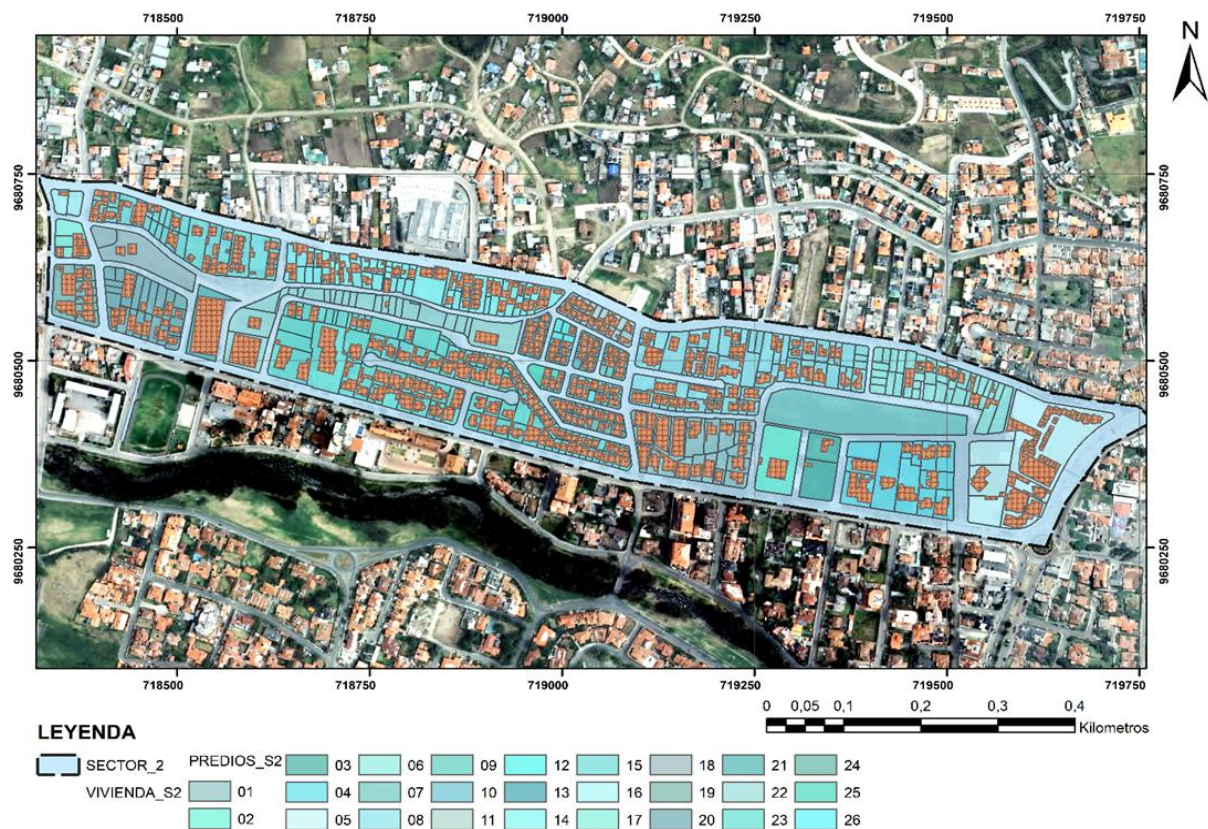 718500 718750 719000 719250 719500 719750
N
9680750 9680750
9680500 9680500
9680250 9680250
718500 718750 719000 719250 719500 719750
0 0,05 0,1 0,2 0,3 0,4
Kilometros
LEYENDA
SECTOR_2 PREDIOS_S2 03 06 09 12 15 18 21 24
VIVIENDA_S2 01 04 07 10 13 16 19 22 25
02 05 08 11 14 17 20 23 26